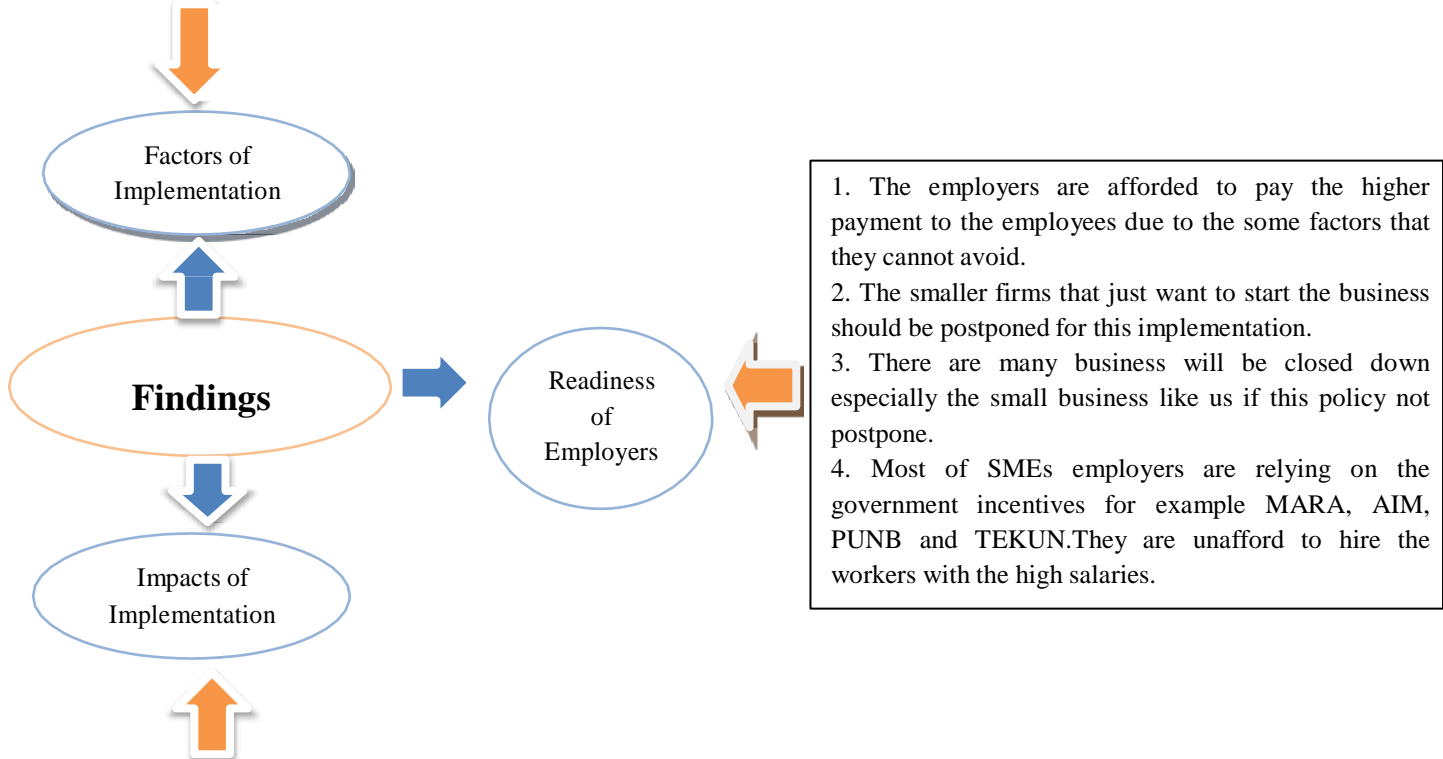 Factors of
Implementation
Findings
Readiness
of
Employers
Impacts of
Implementation
1. The employers are afforded to pay the higher
payment to the employees due to the some factors that
they cannot avoid.
2. The smaller firms that just want to start the business
should be postponed for this implementation.
3. There are many business will be closed down
especially the small business like us if this policy not
postpone.
4. Most of SMEs employers are relying on the
government incentives for example MARA, AIM,
PUNB and TEKUN.They are unafford to hire the
workers with the high salaries.